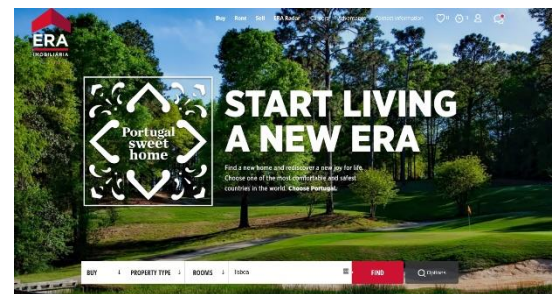 ERA
IMOBILIÁRIA
Buy Rent Sell ERA Radar
Portugal
sweet
home
START LIVING
A NEW ERA
Find a new home and rediscover a new joy for life.
Choose one of the most comfortable and safest
countries in the world. Choose Portugal.
BUY PROPERTY TYPE ROOMS FIND Options